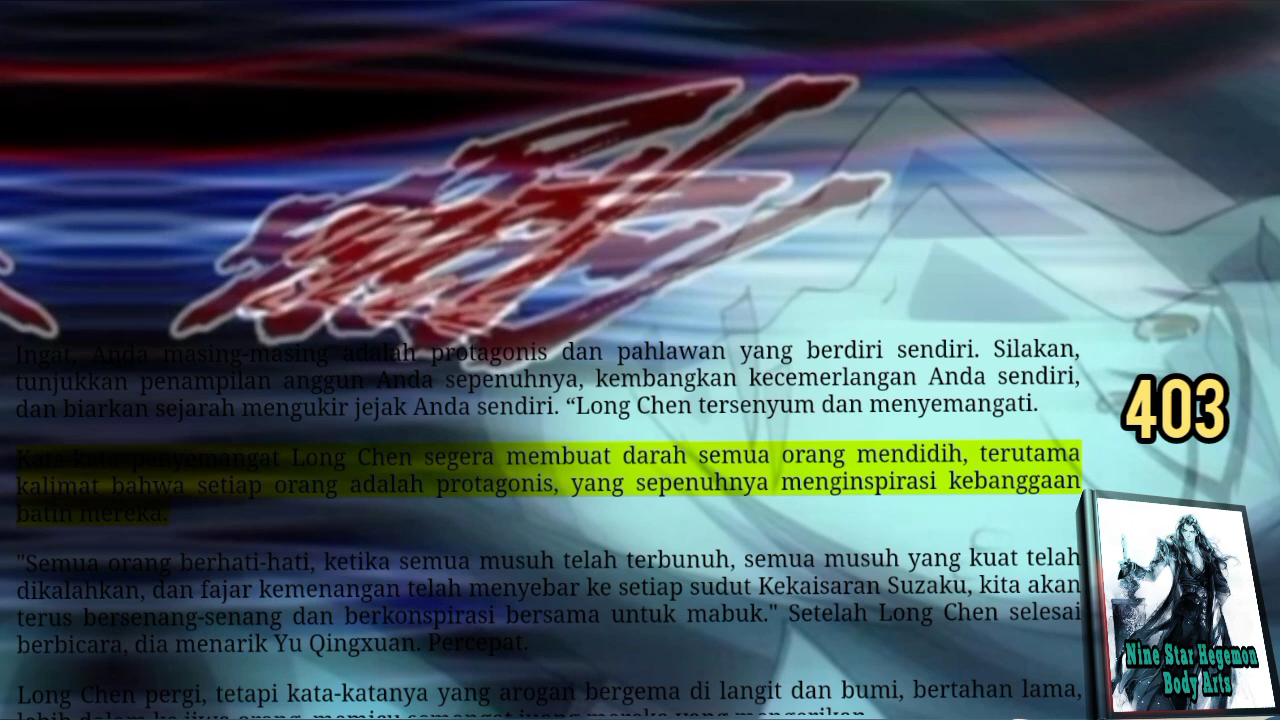 Ingat, Anda masing-masing adalah protagonis dan pahlawan yang berdiri sendiri. Silakan,
tunjukkan penampilan anggun Anda sepenuhnya, kembangkan kecemerlangan Anda sendiri,
dan biarkan sejarah mengukir jejak Anda sendiri. “Long Chen tersenyum dan menyemangati.
Kata-kata penyemangat Long Chen segera membuat darah semua orang mendidih, terutama
kalimat bahwa setiap orang adalah protagonis, yang sepenuhnya menginspirasi kebanggaan
batin mereka.
"Semua orang berhati-hati, ketika semua musuh telah terbunuh, semua musuh yang kuat telah
dikalahkan, dan fajar kemenangan telah menyebar ke setiap sudut Kekaisaran Suzaku, kita akan
terus bersenang-senang dan berkonspirasi bersama untuk mabuk." Setelah Long Chen selesai
berbicara, dia menarik Yu Qingxuan. Percepat.
Long Chen pergi, tetapi kata-katanya yang arogan bergema di langit dan bumi, bertahan lama,
403
Nine Star Hegemon
Body Arts